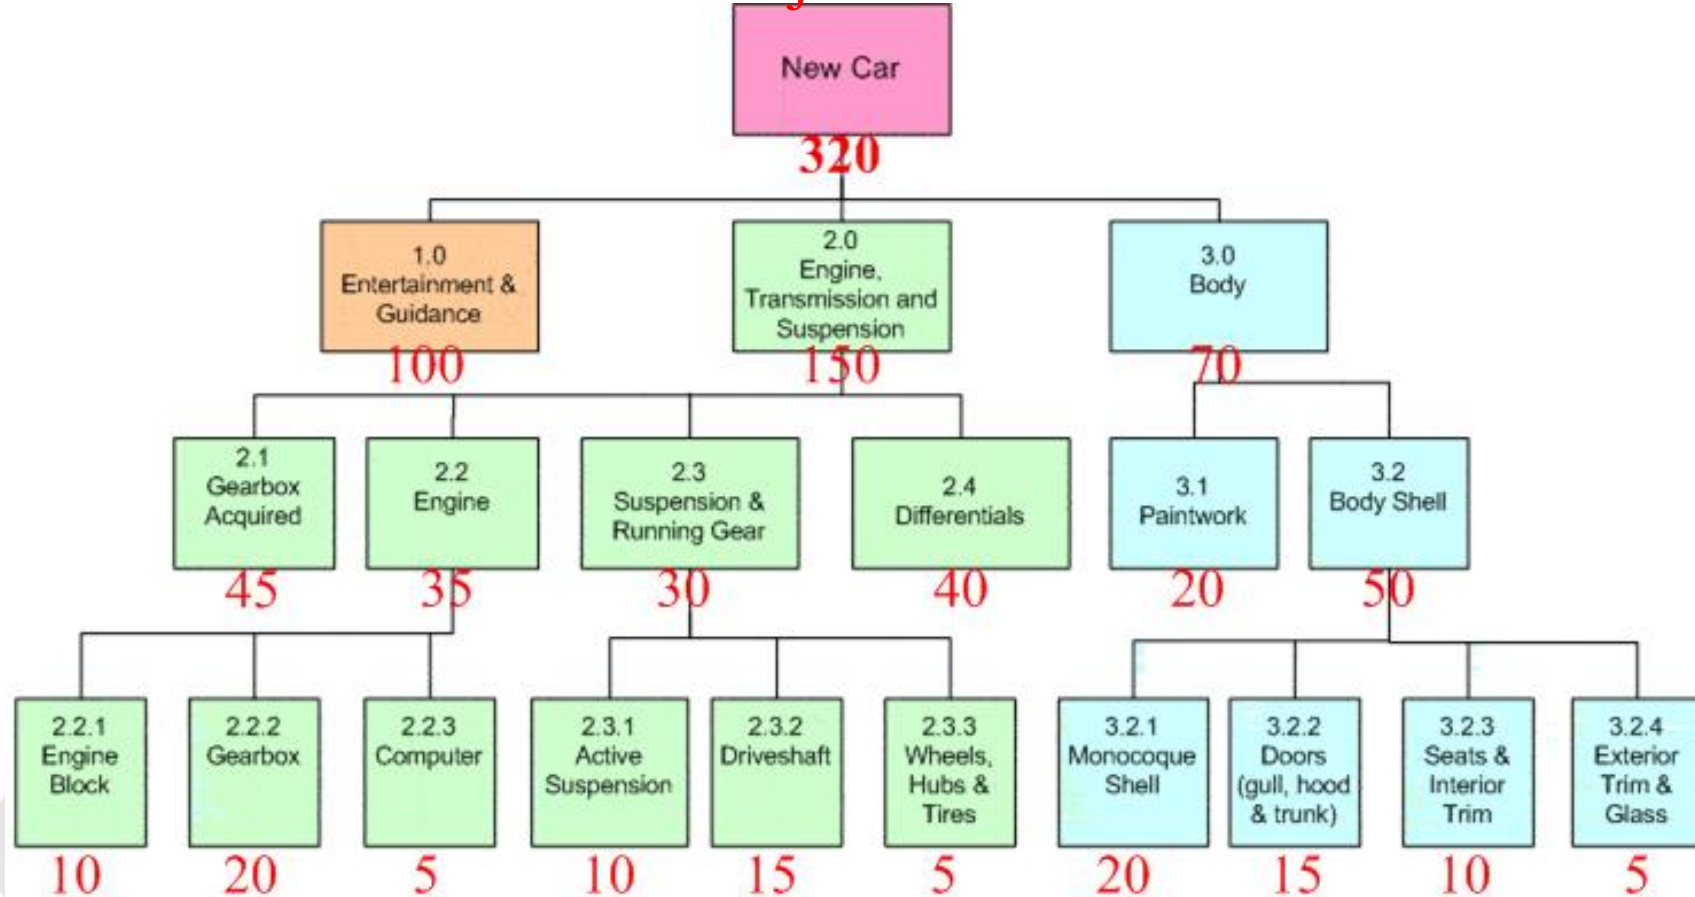 New Car
320
1.0
Entertainment &
Guidance
100
2.0
Engine,
Transmission and
Suspension
150
3.0
Body
70
2.1
Gearbox
Acquired
45
2.2
Engine
35
2.3
Suspension &
Running Gear
30
2.4
Differentials
40
3.1
Paintwork
20
3.2
Body Shell
50
2.2.1
Engine
Block
10
2.2.2
Gearbox
20
2.2.3
Computer
5
2.3.1
Active
Suspension
10
2.3.2
Driveshaft
15
2.3.3
Wheels,
Hubs &
Tires
5
3.2.1
Monocoque
Shell
20
3.2.2
Doors
(gull, hood
& trunk)
15
3.2.3
Seats &
Interior
Trim
10
3.2.4
Exterior
Trim &
Glass
5